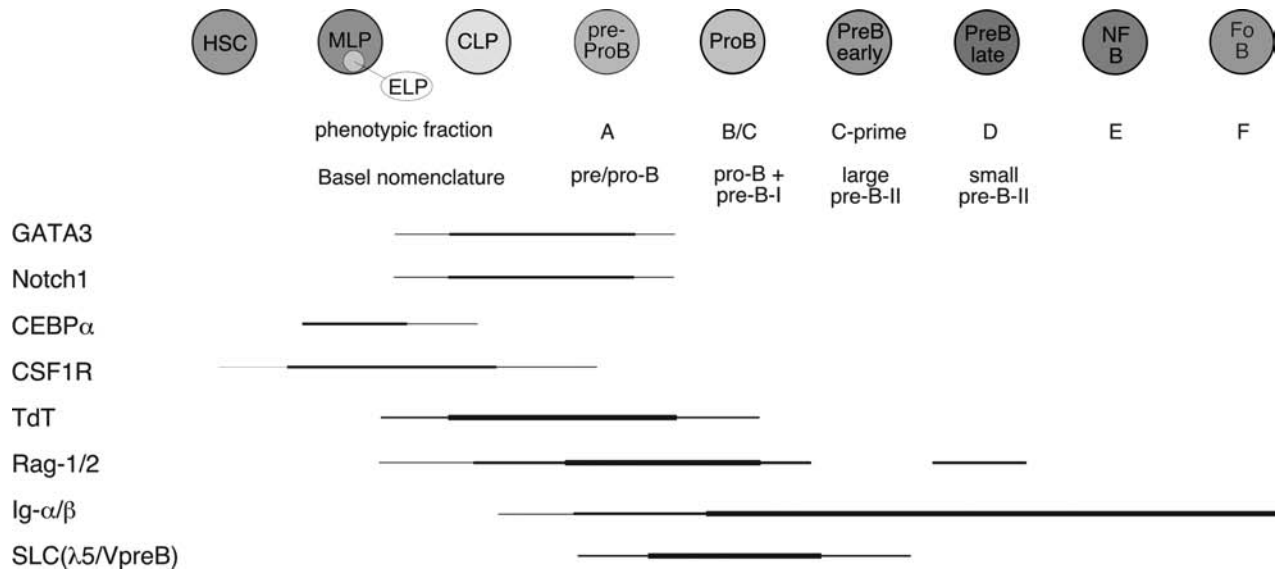 HSC
MLP
ELP
CLP
pre-
ProB
ProB
PreB
early
PreB
late
NF
B
Fo
B
phenotypic fraction A B/C C-prime D E F
Basel nomenclature pre/pro-B pro-B +
pre-B-I large
pre-B-II small
pre-B-II
GATA3
Notch1
CEBPα
CSF1R
TdT
Rag-1/2
Ig-α/β
SLC(λ5/VpreB)